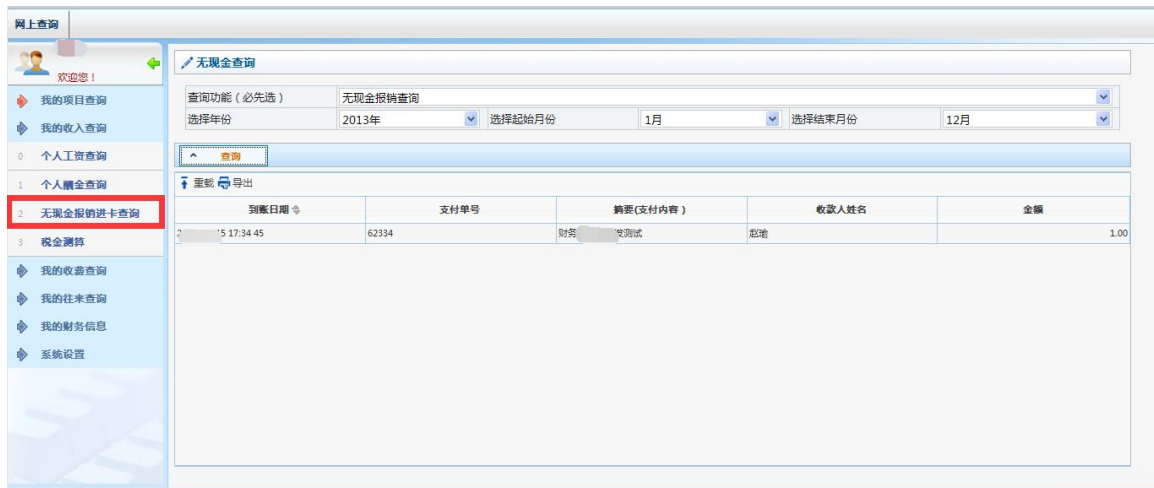 网上查询
欢迎您！
我的项目查询
我的收入查询
0 个人工资查询
1 个人酬金查询
2 无现金报销进卡查询
3 税金测算
我的收费查询
我的往来查询
我的财务信息
系统设置
无现金查询
查询功能（必先选） 无现金报销查询
选择年份 2013年 选择起始月份 1月 选择结束月份 12月
查询
重载 导出
到账日期 支付单号 摘要(支付内容） 收款人姓名 金额
2 15 17:34 45 62334 财务 测试 赵瑜 1.00